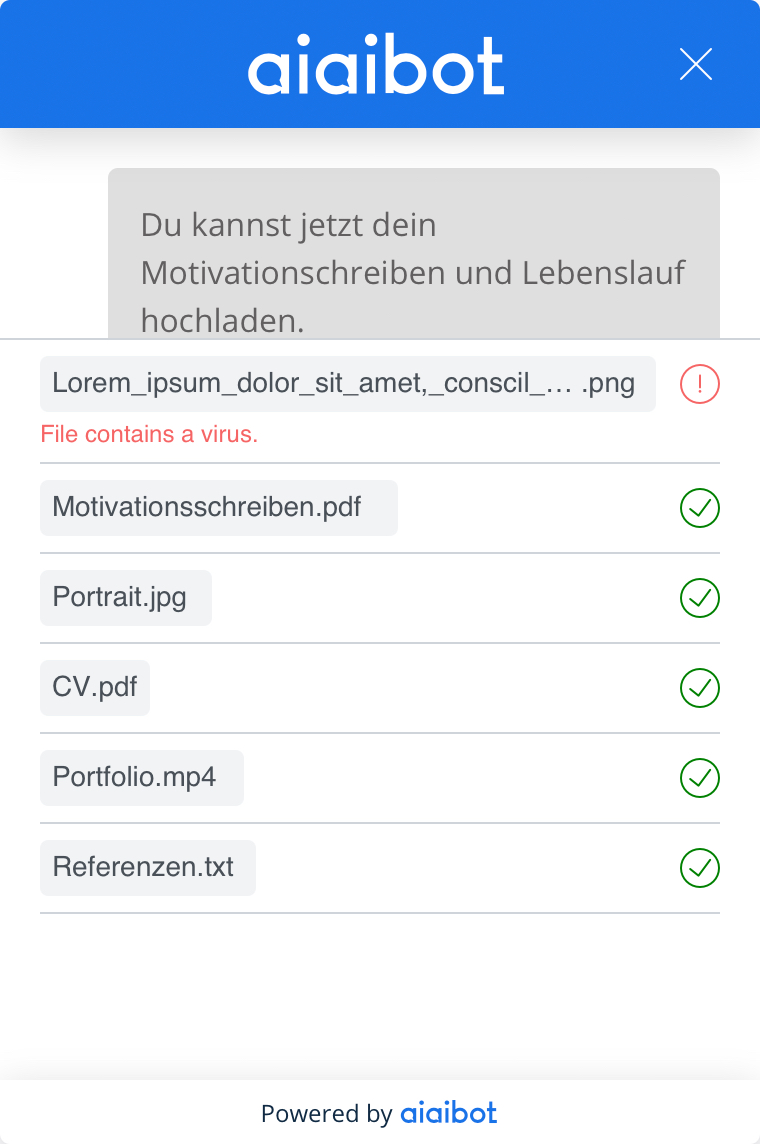 aiaibot
Du kannst jetzt dein
Motivationschreiben und Lebenslauf
hochladen.
Lorem_ipsum_dolor_sit_amet,_conscil_... .png
File contains a virus.
Motivationsschreiben.pdf
Portrait.jpg
CV.pdf
Portfolio.mp4
Referenzen.txt
Powered by aiaibot